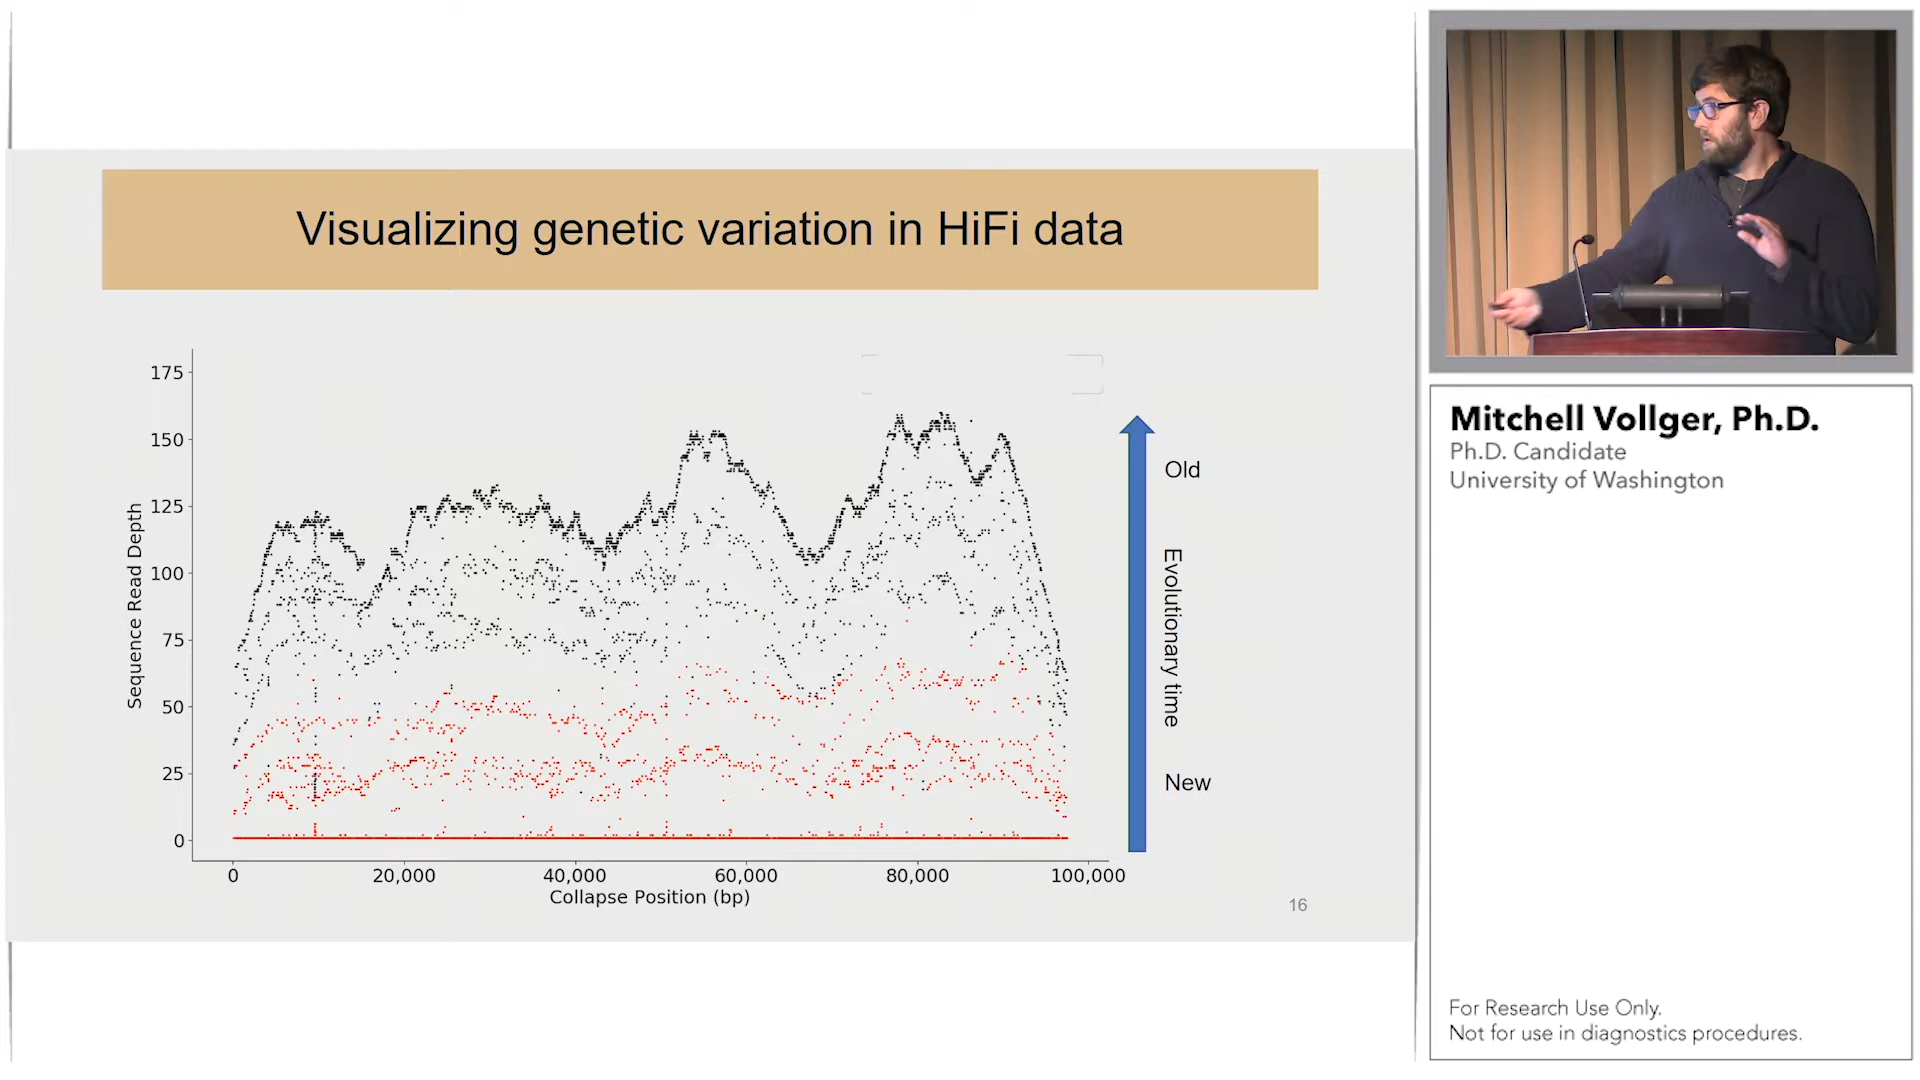 Visualizing genetic variation in HiFi data
175
150
125
100
75
50
25
0
Sequence Read Depth
0 20,000 40,000 60,000 80,000 100,000
Collapse Position (bp)
Old
Evolutionary time
New
16
Mitchell Vollger, Ph.D.
Ph.D. Candidate
University of Washington
For Research Use Only.
Not for use in diagnostics procedures.